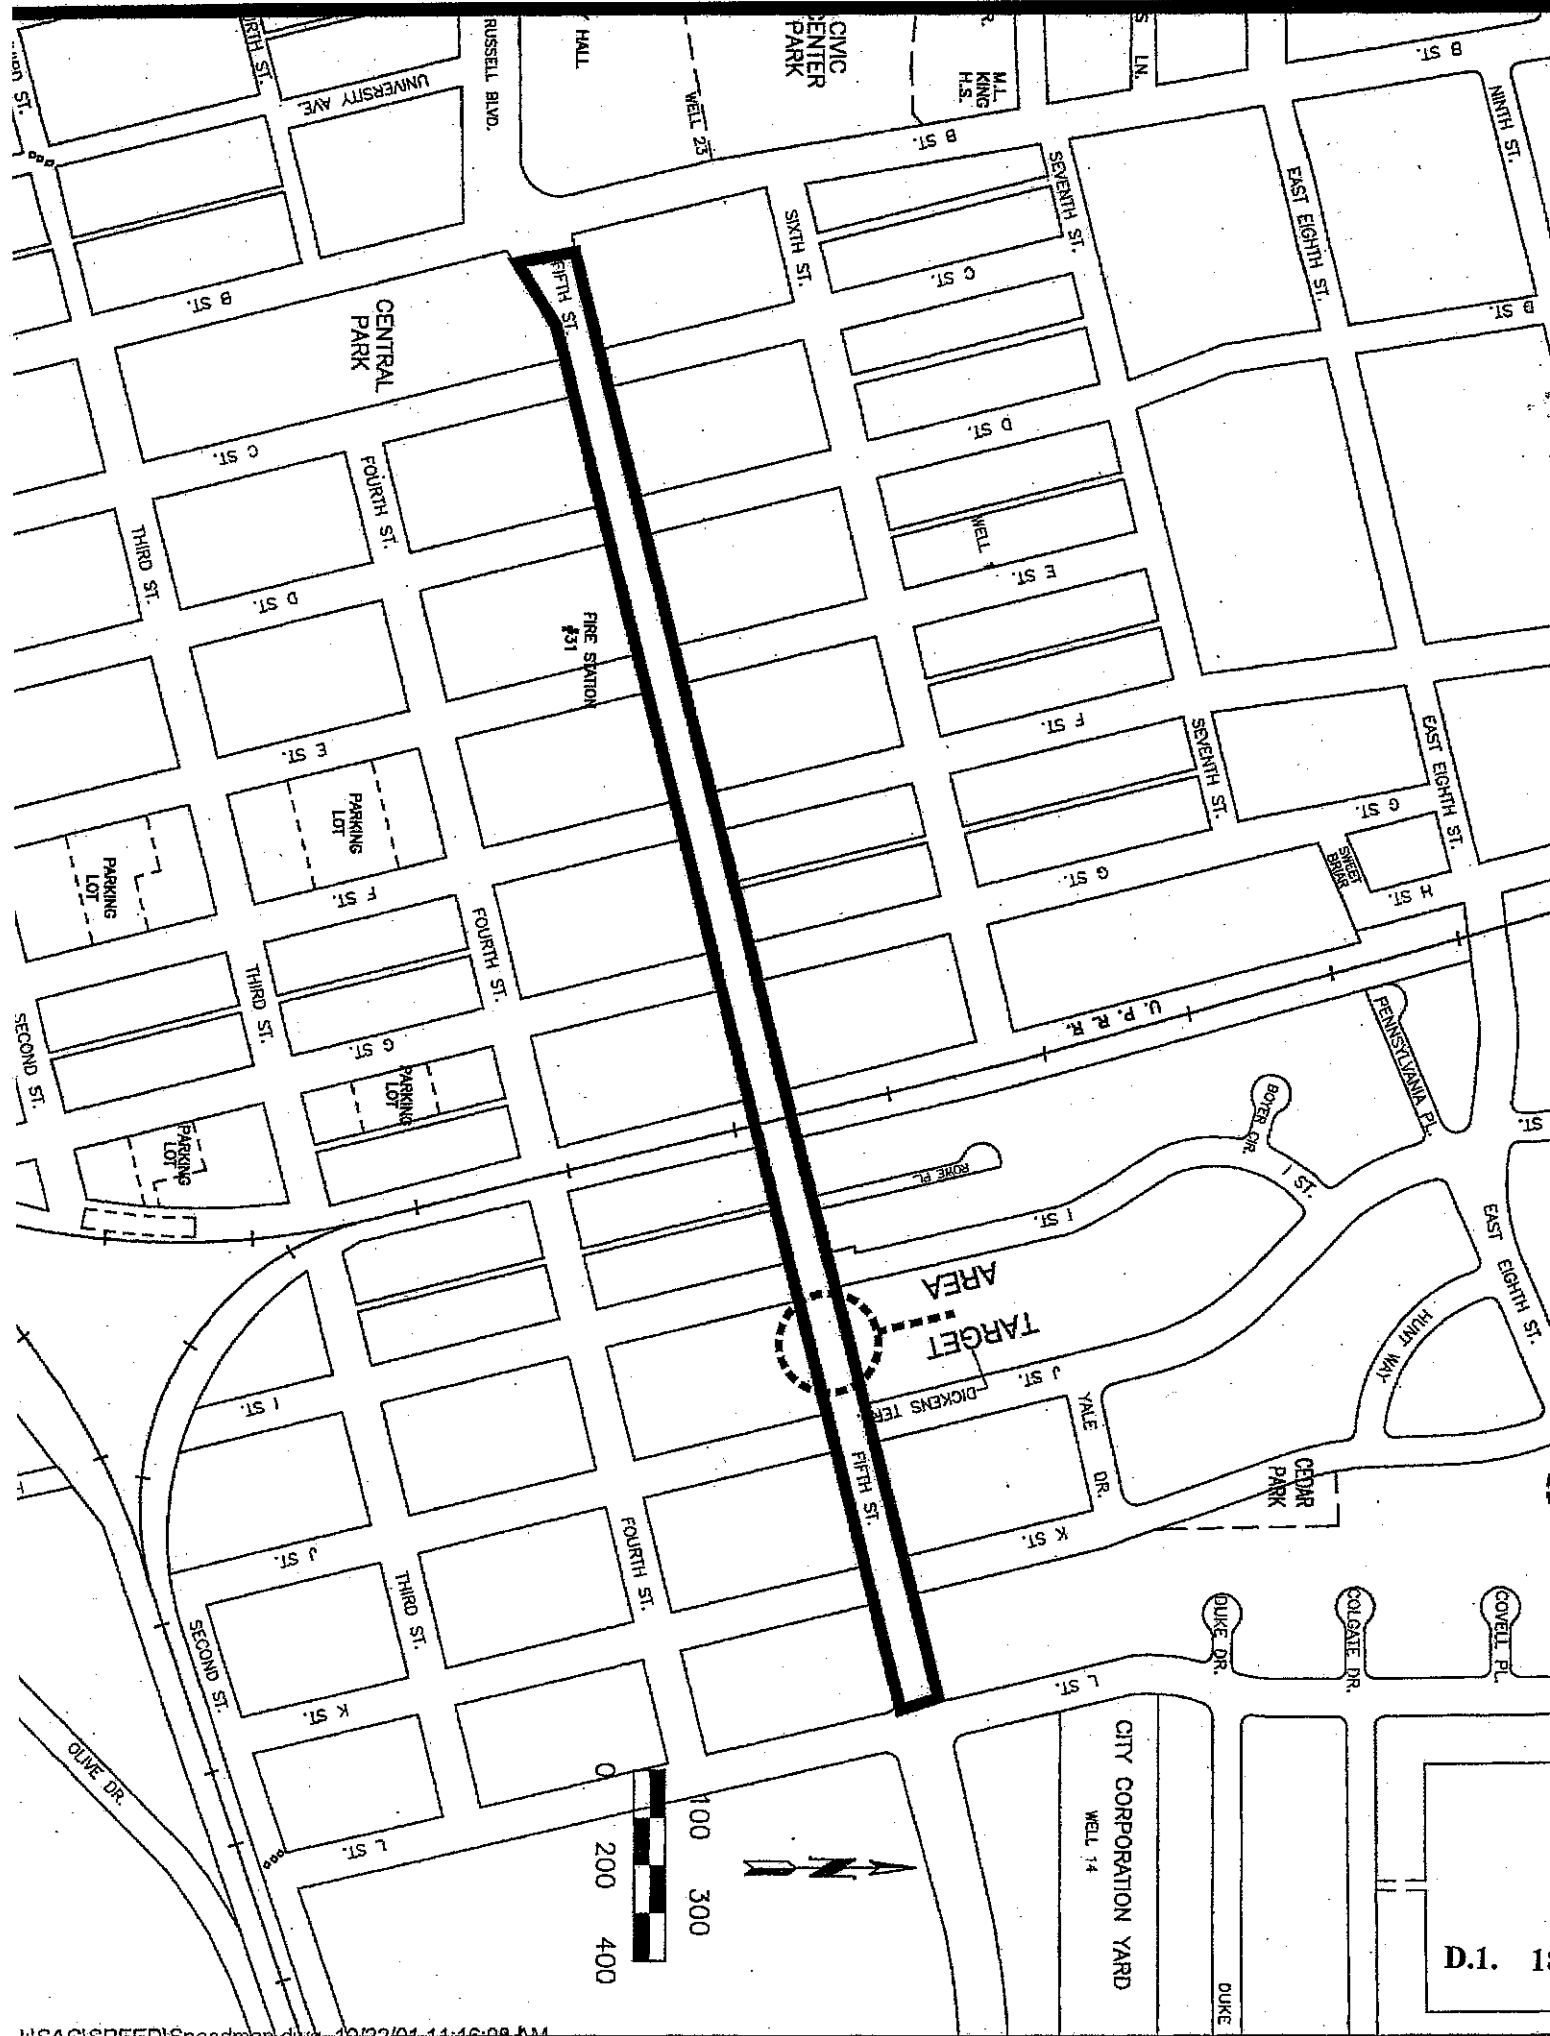 RUSSELL BLVD.
HALL
WELL 23
CIVIC
CENTER
PARK
M.L.
KING
H.S.
LN.
B ST.
NINTH ST.
UNIVERSITY AVE.
B ST.
SEVENTH ST.
EAST EIGHTH ST.
SIXTH ST.
C ST.
B ST.
B ST.
FIFTH ST.
CENTRAL
PARK
D ST.
C ST.
FOURTH ST.
THIRD ST.
WELL
E ST.
D ST.
FIRE STATION
#31
F ST.
SEVENTH ST.
EAST EIGHTH ST.
E ST.
PARKING
LOT
G ST.
SWEET
BRIAR
PARKING
LOT
F ST.
G ST.
H ST.
FOURTH ST.
THIRD ST.
SECOND ST.
U. P. R. R.
PENNSYLVANIA PL.
G ST.
PARKING
LOT
BOYER CIR.
ST.
PARKING
LOT
ROWE PL.
I ST.
I ST.
EAST EIGHTH ST.
TARGET
AREA
HUNT WAY
J ST.
DICKENS TER.
YALE DR.
I ST.
FIFTH ST.
CEDAR
PARK
K ST.
J ST.
FOURTH ST.
THIRD ST.
SECOND ST.
DUKE DR.
COLGATE DR.
COVELL PL.
L ST.
K ST.
OLIVE DR.
CITY CORPORATION YARD
WELL 14
L ST.
0 100 200 300 400
N
DUKE
D.1.